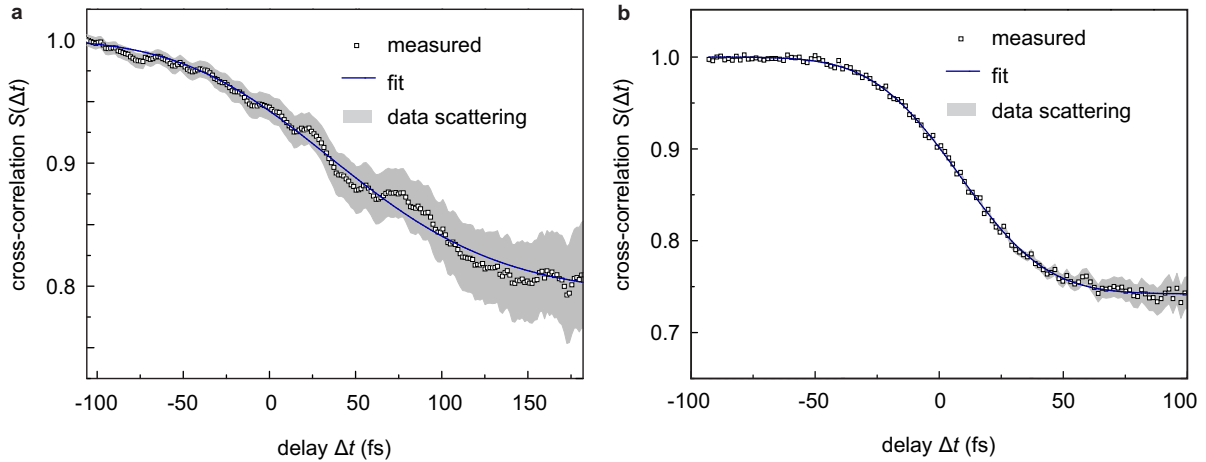 a
cross-correlation S(Δt)
1.0
0.9
0.8
measured
fit
data scattering
-100 -50 0 50 100 150
delay Δt (fs)
b
cross-correlation S(Δt)
1.0
0.9
0.8
0.7
measured
fit
data scattering
-100 -50 0 50 100
delay Δt (fs)